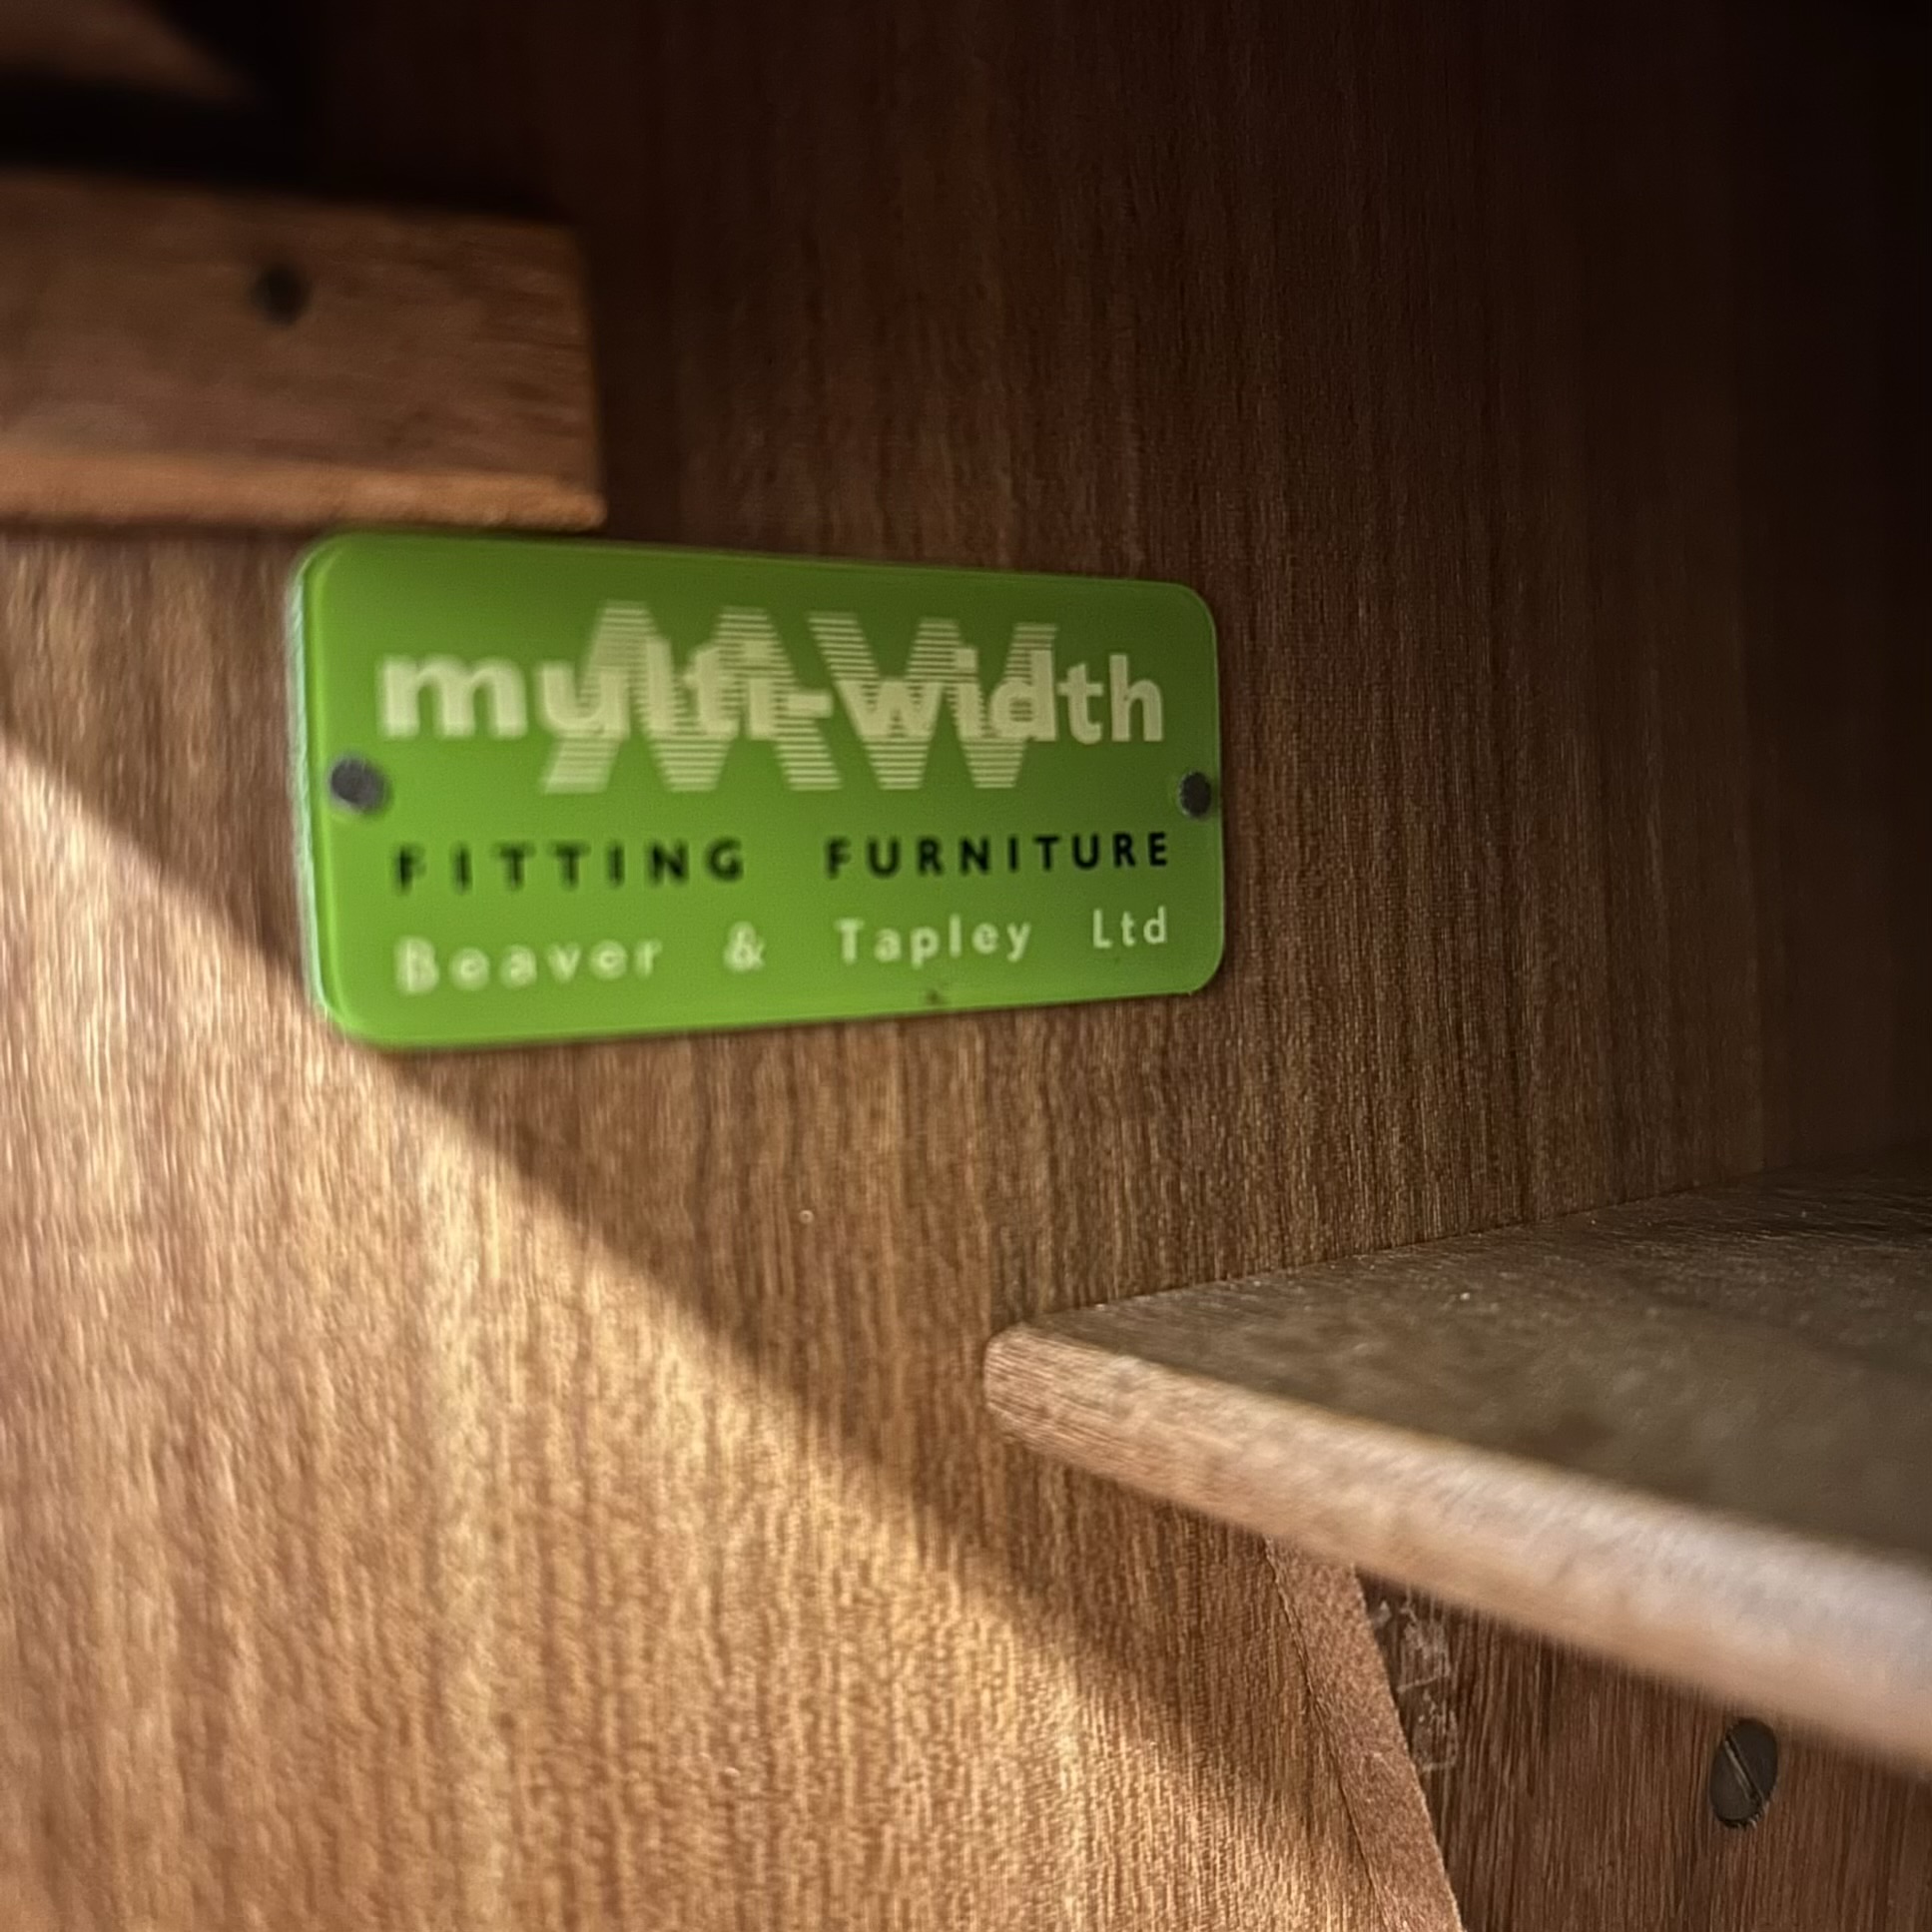 MW
multi-width
FITTING FURNITURE
Beaver & Tapley Ltd